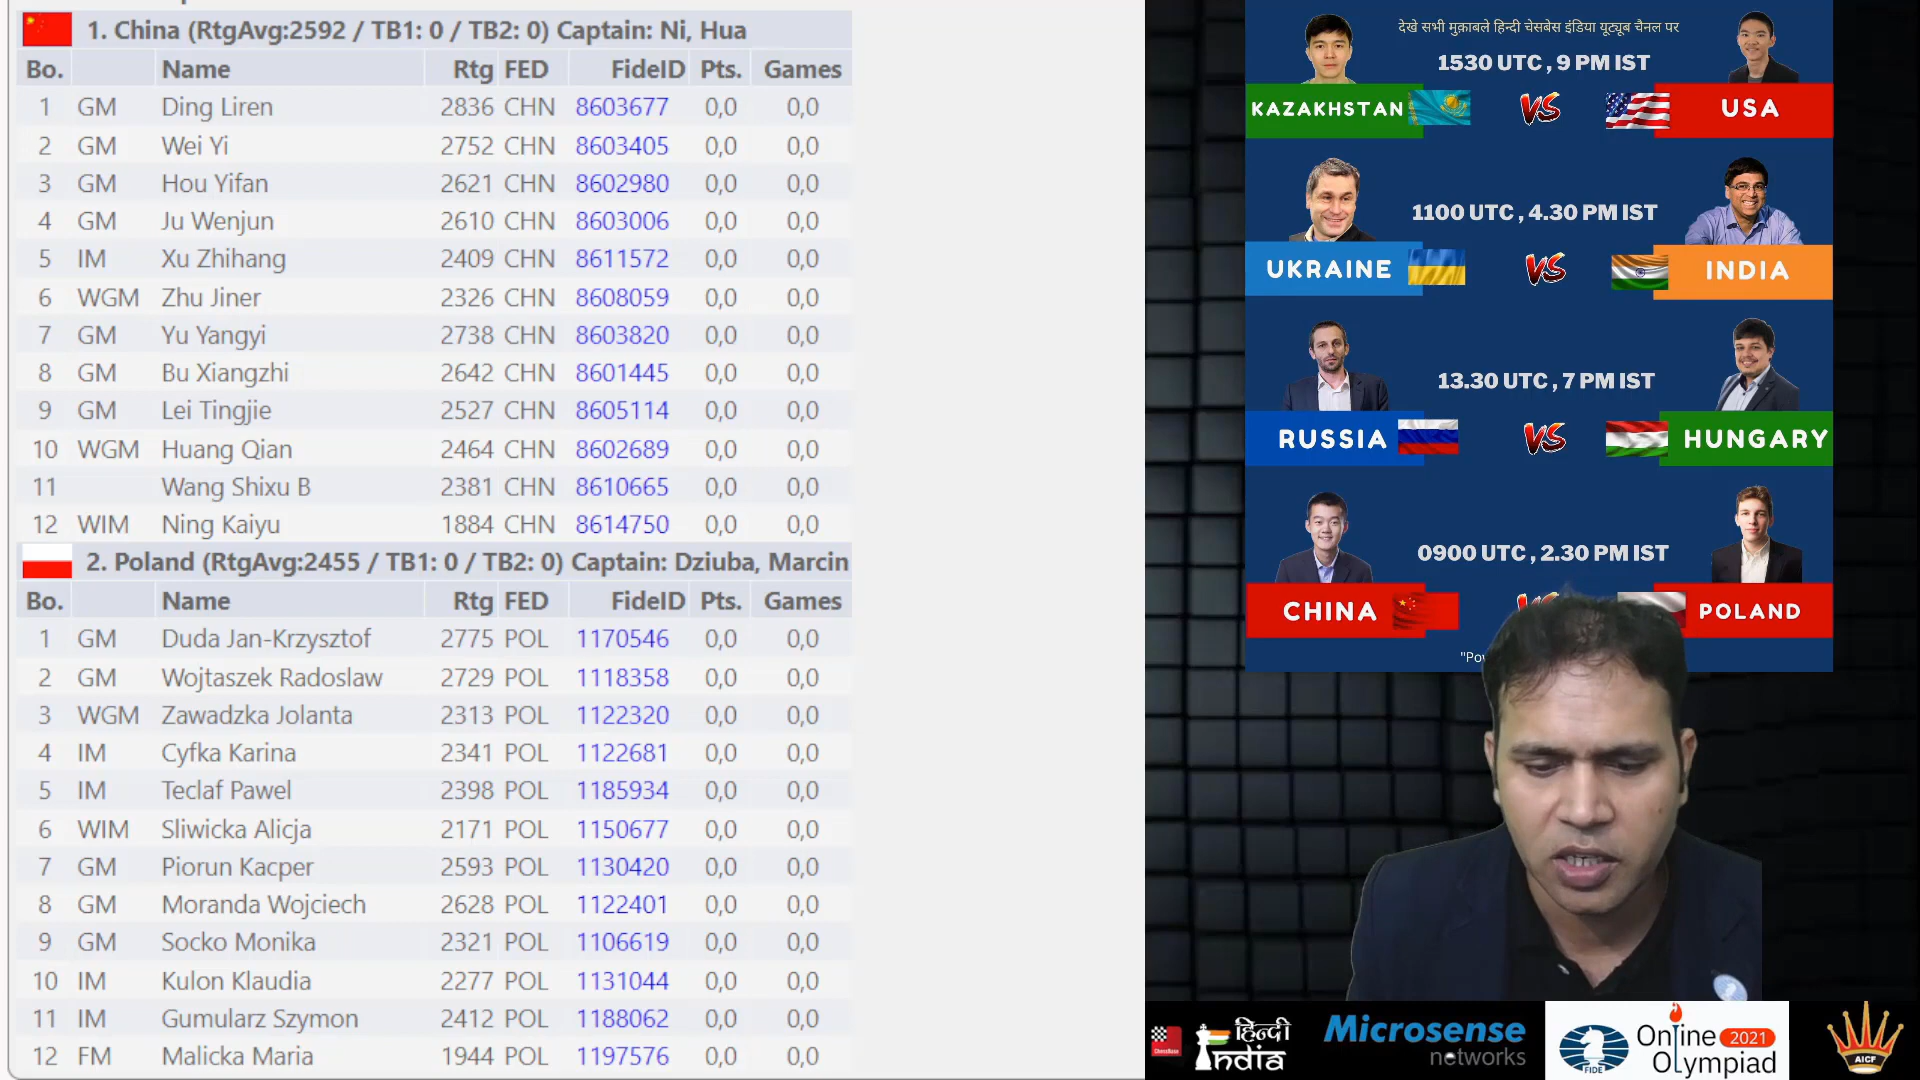 1. China (RtgAvg:2592 / TB1: 0 / TB2: 0) Captain: Ni, Hua
Bo. Name Rtg FED FideID Pts. Games
1 GM Ding Liren 2836 CHN 8603677 0,0 0,0
2 GM Wei Yi 2752 CHN 8603405 0,0 0,0
3 GM Hou Yifan 2621 CHN 8602980 0,0 0,0
4 GM Ju Wenjun 2610 CHN 8603006 0,0 0,0
5 IM Xu Zhihang 2409 CHN 8611572 0,0 0,0
6 WGM Zhu Jiner 2326 CHN 8608059 0,0 0,0
7 GM Yu Yangyi 2738 CHN 8603820 0,0 0,0
8 GM Bu Xiangzhi 2642 CHN 8601445 0,0 0,0
9 GM Lei Tingjie 2527 CHN 8605114 0,0 0,0
10 WGM Huang Qian 2464 CHN 8602689 0,0 0,0
11 Wang Shixu B 2381 CHN 8610665 0,0 0,0
12 WIM Ning Kaiyu 1884 CHN 8614750 0,0 0,0
2. Poland (RtgAvg:2455 / TB1: 0 / TB2: 0) Captain: Dziuba, Marcin
Bo. Name Rtg FED FideID Pts. Games
1 GM Duda Jan-Krzysztof 2775 POL 1170546 0,0 0,0
2 GM Wojtaszek Radoslaw 2729 POL 1118358 0,0 0,0
3 WGM Zawadzka Jolanta 2313 POL 1122320 0,0 0,0
4 IM Cyfka Karina 2341 POL 1122681 0,0 0,0
5 IM Teclaf Pawel 2398 POL 1185934 0,0 0,0
6 WIM Sliwicka Alicja 2171 POL 1150677 0,0 0,0
7 GM Piorun Kacper 2593 POL 1130420 0,0 0,0
8 GM Moranda Wojciech 2628 POL 1122401 0,0 0,0
9 GM Socko Monika 2321 POL 1106619 0,0 0,0
10 IM Kulon Klaudia 2277 POL 1131044 0,0 0,0
11 IM Gumularz Szymon 2412 POL 1188062 0,0 0,0
12 FM Malicka Maria 1944 POL 1197576 0,0 0,0
देखे सभी मुक़ाबले हिन्दी चेसबेस इंडिया यूट्यूब चैनल पर
1530 UTC , 9 PM IST
KAZAKHSTAN VS USA
1100 UTC , 4.30 PM IST
UKRAINE VS INDIA
13.30 UTC , 7 PM IST
RUSSIA VS HUNGARY
0900 UTC , 2.30 PM IST
CHINA VS POLAND
हिन्दी
India
Microsense
networks
FIDE
Online 2021
Olympiad
AICF